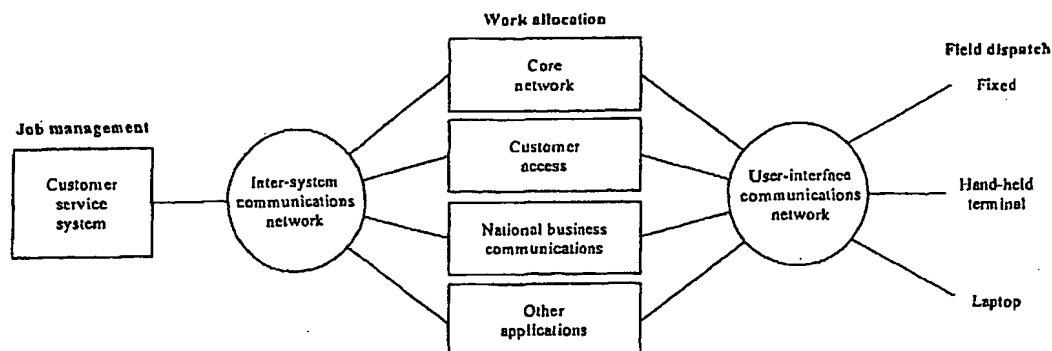 Work allocation
Field dispatch
Core
network
Fixed
Job management
Customer
access
Customer
service
system
Inter-system
communications
network
User-interface
communications
network
Hand-held
terminal
National business
communications
Other
applications
Laptop